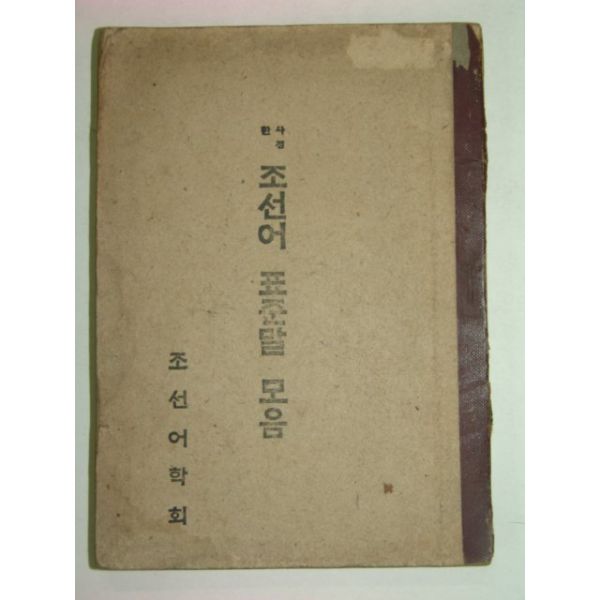 사정
한
조선어 표준말 모음
조선어학회